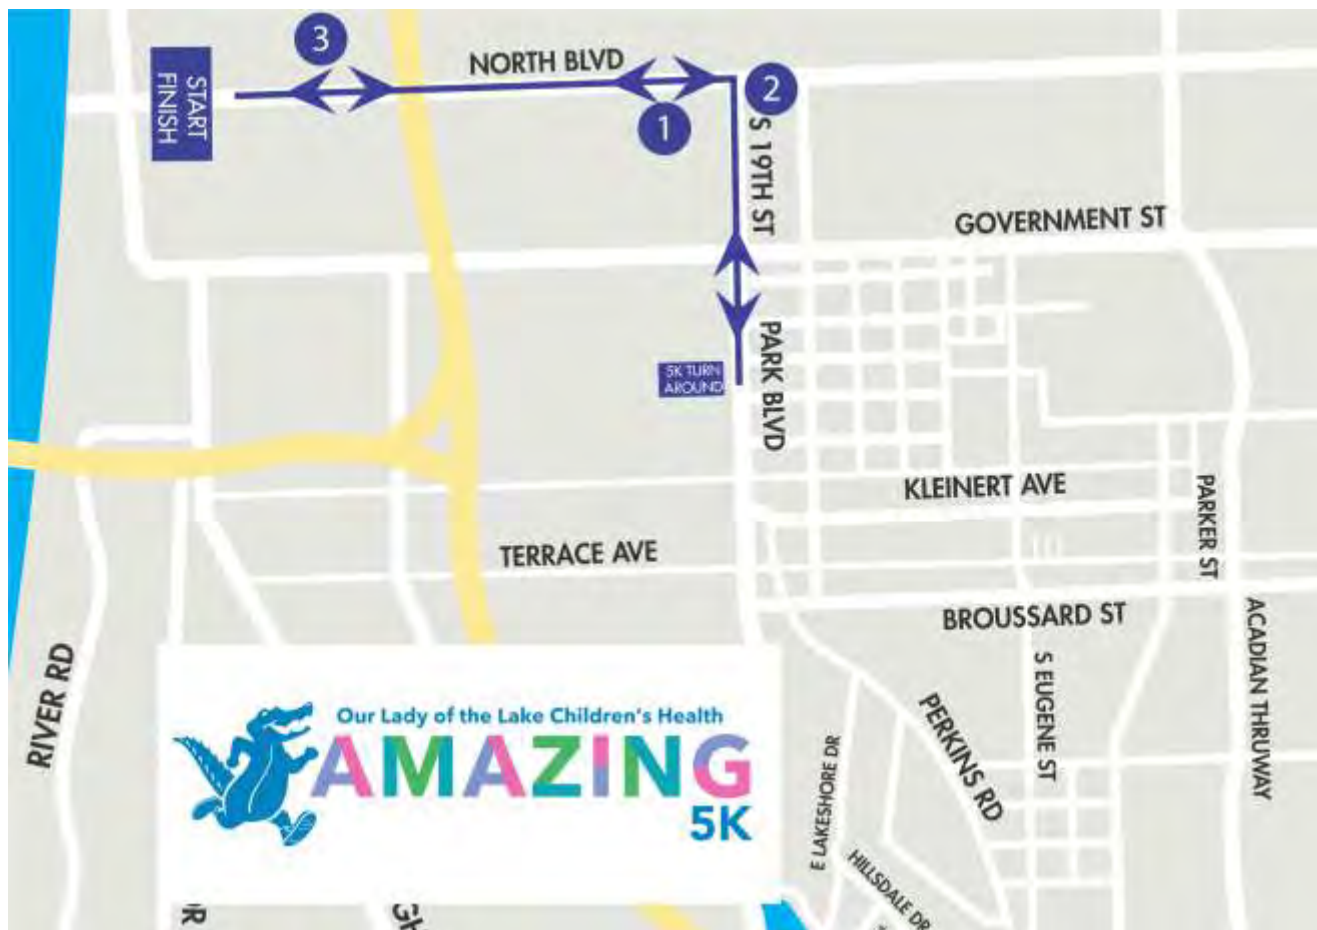 3
NORTH BLVD
START
FINISH
2
1
S 19TH ST
GOVERNMENT ST
PARK BLVD
5K TURN
AROUND
KLEINERT AVE
PARKER ST
TERRACE AVE
BROUSSARD ST
ACADIAN THRUWAY
RIVER RD
S EUGENE ST
PERKINS RD
Our Lady of the Lake Children's Health
AMAZING
5K
E LAKESHORE DR
HILLSDALE DR